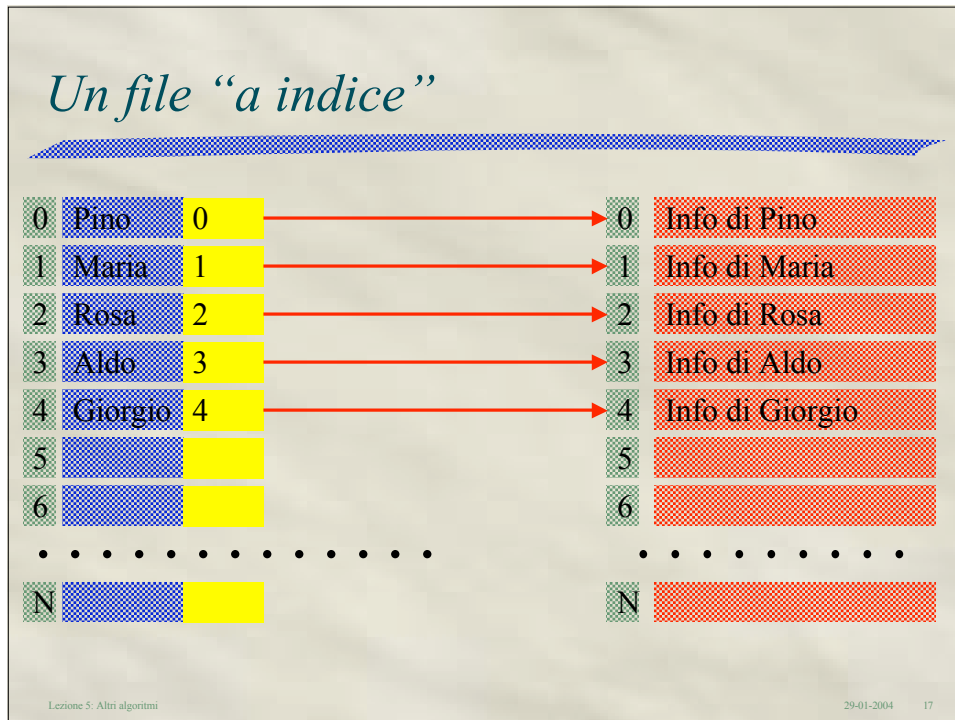 Un file “a indice”
0 Pino 0 0 Info di Pino
1 Maria 1 1 Info di Maria
2 Rosa 2 2 Info di Rosa
3 Aldo 3 3 Info di Aldo
4 Giorgio 4 4 Info di Giorgio
5 5
6 6
• • • • • • • • • • • • • • • • • • • • • •
N N
Lezione 5: Altri algoritmi 29-01-2004 17